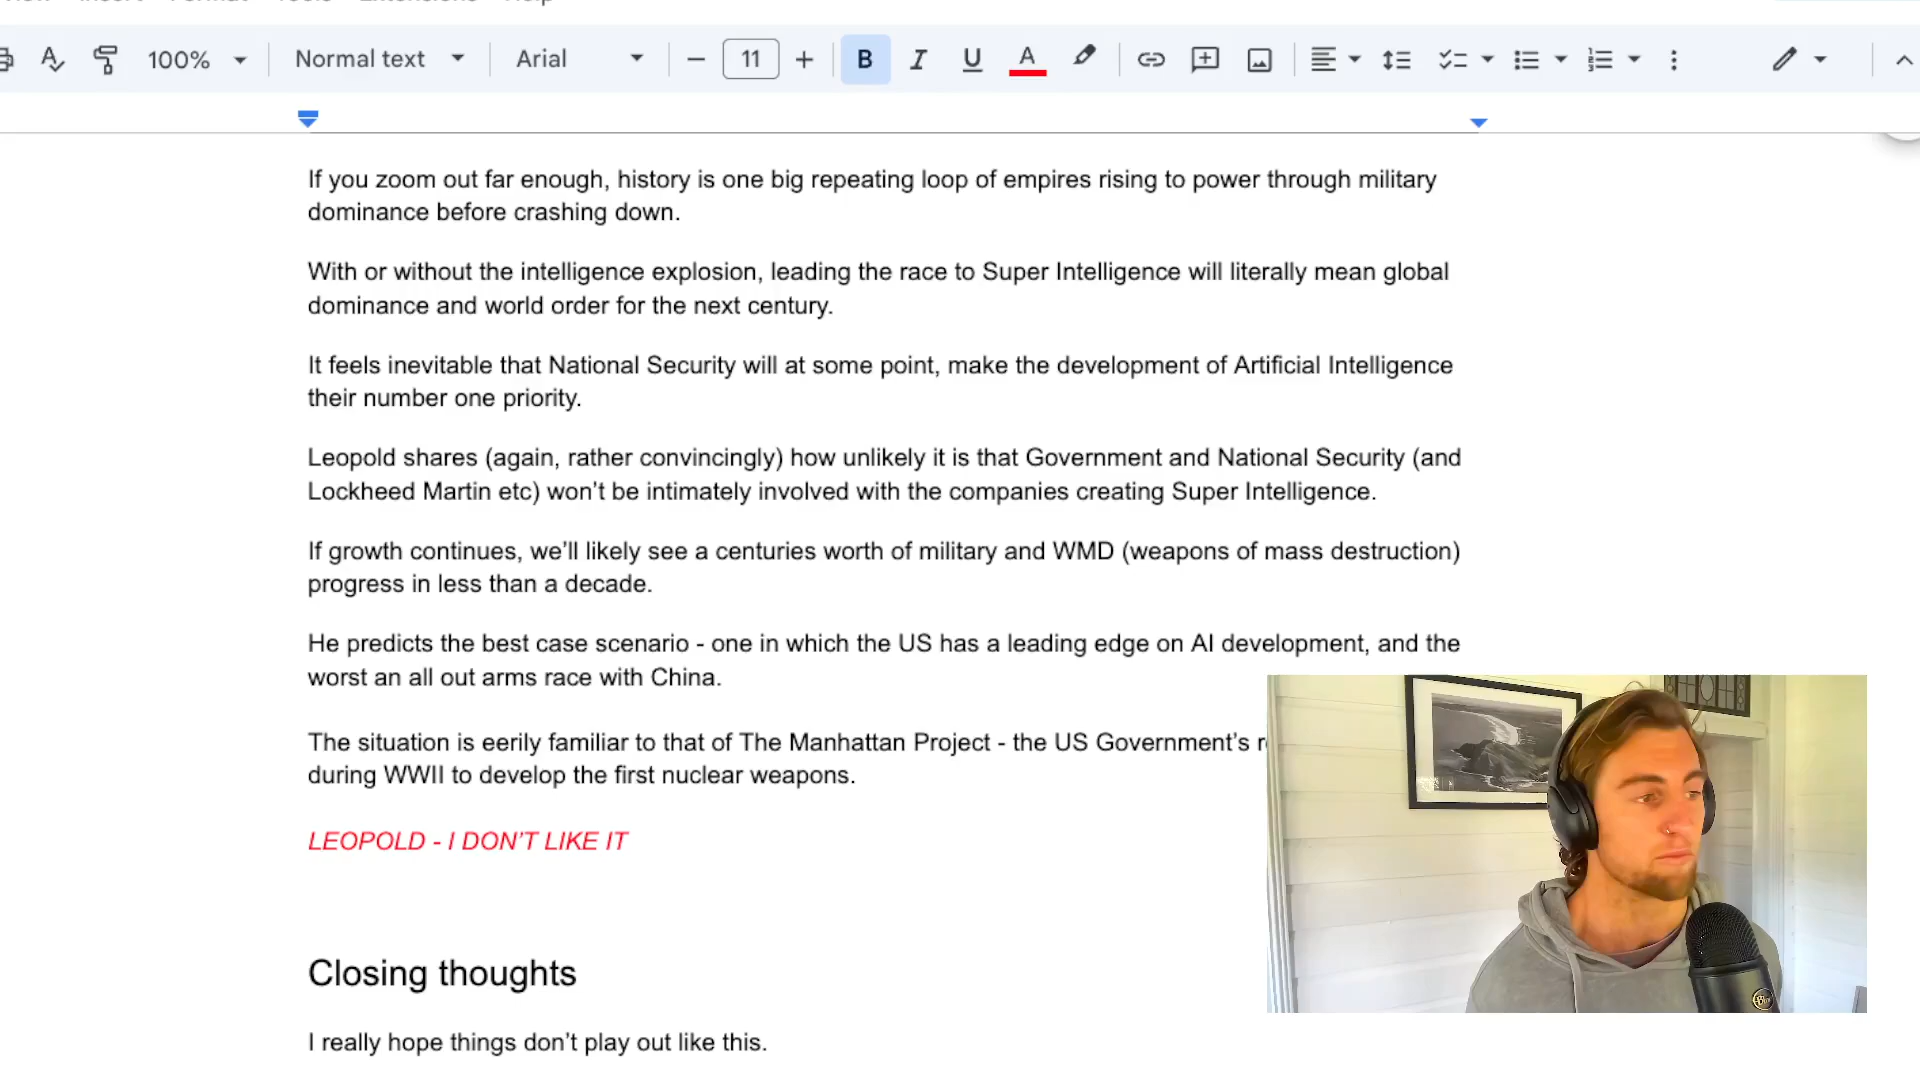 100%
Normal text
Arial
11
B
I
U
A
If you zoom out far enough, history is one big repeating loop of empires rising to power through military
dominance before crashing down.
With or without the intelligence explosion, leading the race to Super Intelligence will literally mean global
dominance and world order for the next century.
It feels inevitable that National Security will at some point, make the development of Artificial Intelligence
their number one priority.
Leopold shares (again, rather convincingly) how unlikely it is that Government and National Security (and
Lockheed Martin etc) won’t be intimately involved with the companies creating Super Intelligence.
If growth continues, we’ll likely see a centuries worth of military and WMD (weapons of mass destruction)
progress in less than a decade.
He predicts the best case scenario - one in which the US has a leading edge on AI development, and the
worst an all out arms race with China.
The situation is eerily familiar to that of The Manhattan Project - the US Government’s
during WWII to develop the first nuclear weapons.
LEOPOLD - I DON’T LIKE IT
Closing thoughts
I really hope things don’t play out like this.